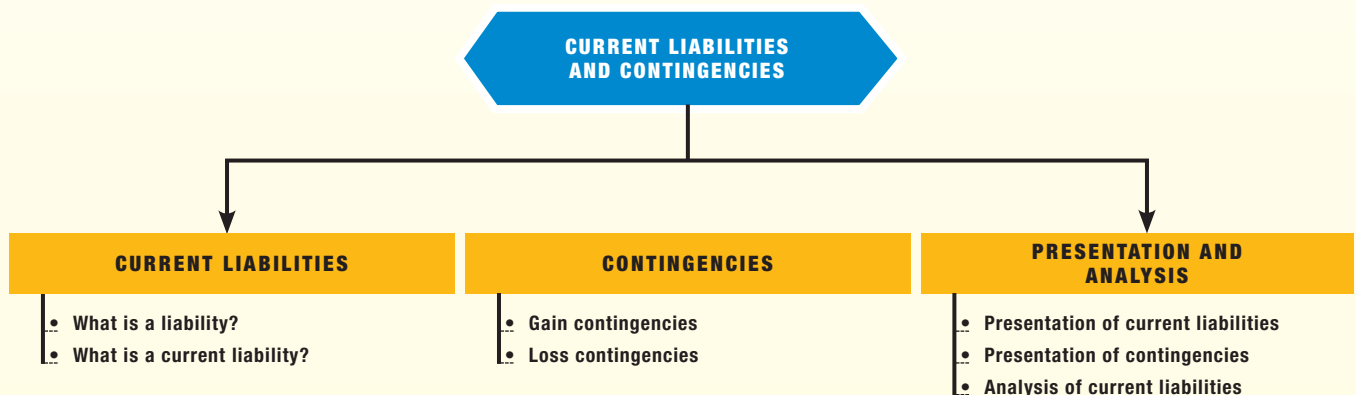 CURRENT LIABILITIES
AND CONTINGENCIES
CURRENT LIABILITIES
• What is a liability?
• What is a current liability?
CONTINGENCIES
• Gain contingencies
• Loss contingencies
PRESENTATION AND
ANALYSIS
• Presentation of current liabilities
• Presentation of contingencies
• Analysis of current liabilities